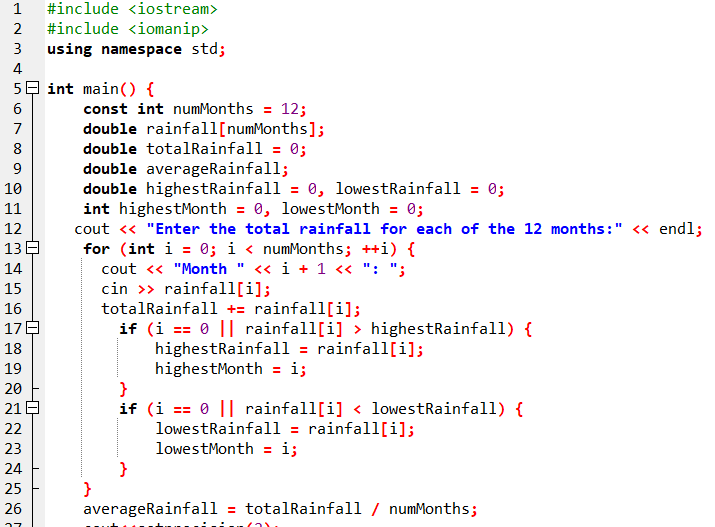 1 #include <iostream>
2 #include <iomanip>
3 using namespace std;
4
5 int main() {
6 const int numMonths = 12;
7 double rainfall[numMonths];
8 double totalRainfall = 0;
9 double averageRainfall;
10 double highestRainfall = 0, lowestRainfall = 0;
11 int highestMonth = 0, lowestMonth = 0;
12 cout << "Enter the total rainfall for each of the 12 months:" << endl;
13 for (int i = 0; i < numMonths; ++i) {
14 cout << "Month " << i + 1 << ": ";
15 cin >> rainfall[i];
16 totalRainfall += rainfall[i];
17 if (i == 0 || rainfall[i] > highestRainfall) {
18 highestRainfall = rainfall[i];
19 highestMonth = i;
20 }
21 if (i == 0 || rainfall[i] < lowestRainfall) {
22 lowestRainfall = rainfall[i];
23 lowestMonth = i;
24 }
25 }
26 averageRainfall = totalRainfall / numMonths;